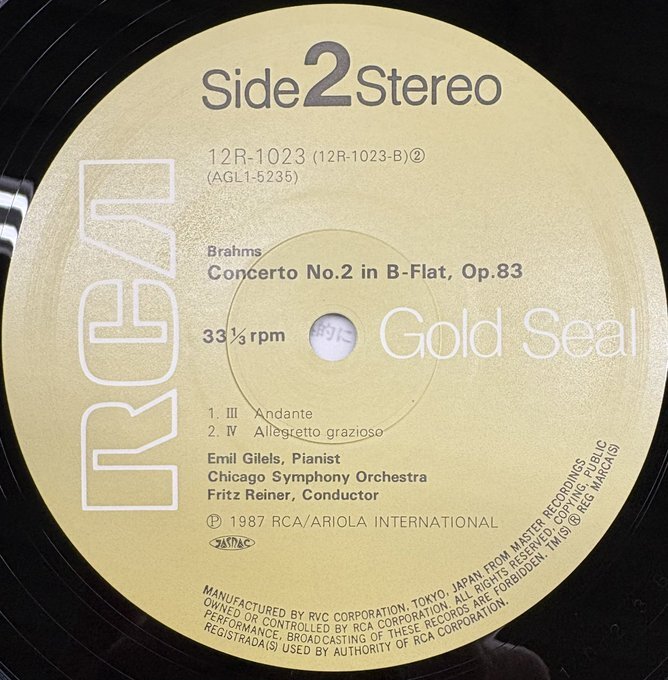 Side 2 Stereo
12R-1023 (12R-1023-B)②
(AGL1-5235)
RCA
Brahms
Concerto No.2 in B-Flat, Op.83
33 1/3 rpm
的に
Gold Seal
1. III Andante
2. IV Allegretto grazioso
Emil Gilels, Pianist
Chicago Symphony Orchestra
Fritz Reiner, Conductor
Ⓟ 1987 RCA/ARIOLA INTERNATIONAL
JASRAC
MANUFACTURED BY RVC CORPORATION, TOKYO, JAPAN, FROM MASTER RECORDINGS
OWNED OR CONTROLLED BY RCA CORPORATION. ALL RIGHTS RESERVED, COPYING, PUBLIC
PERFORMANCE, BROADCASTING OF THESE RECORDS ARE FORBIDDEN. TM(S) ® REG MARCA(S)
REGISTRADA(S) USED BY AUTHORITY OF RCA CORPORATION.